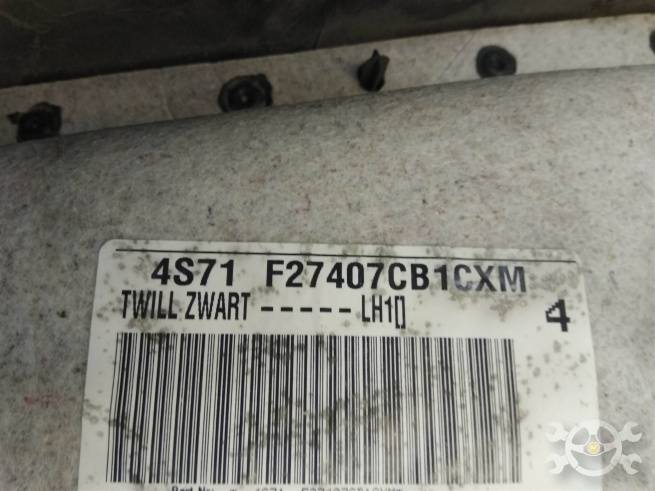 4S71 F27407CB1CXM
TWILL ZWART ----- LH1[]
4